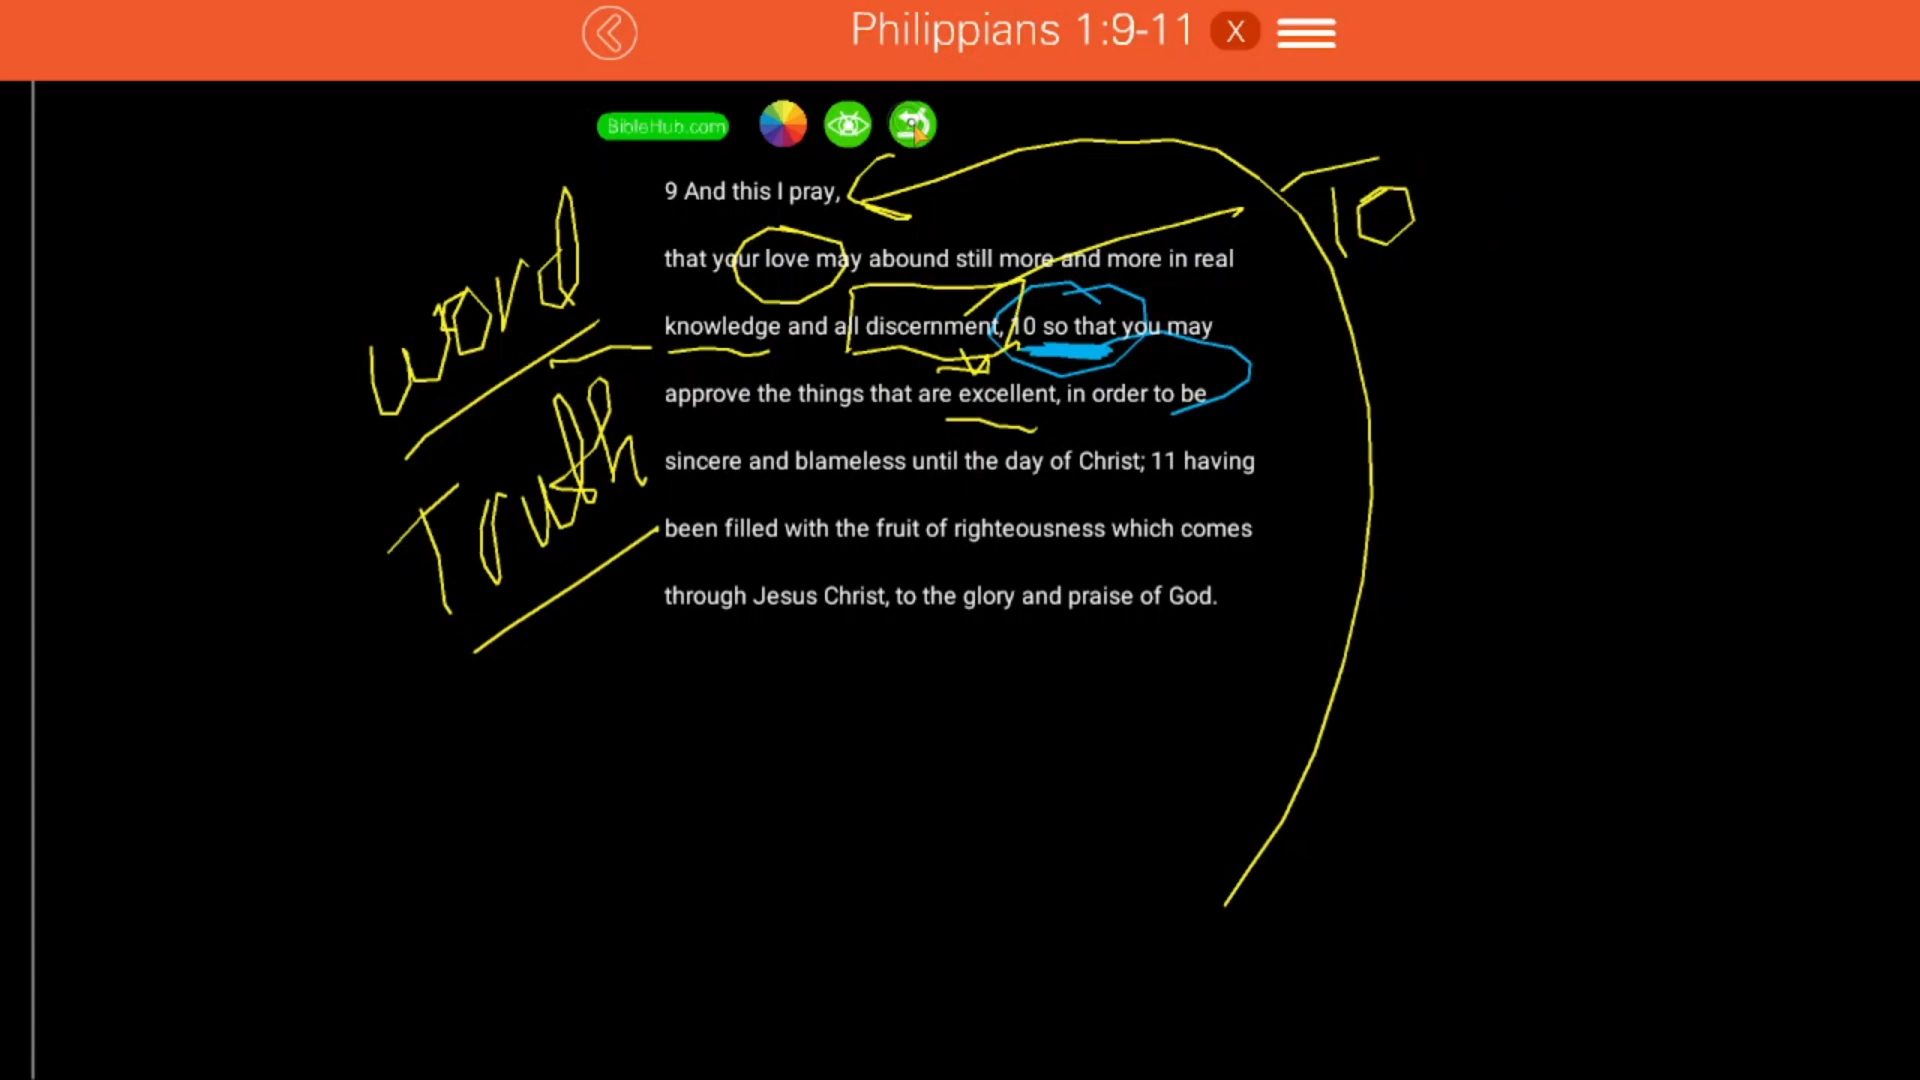 Philippians 1:9-11 X
BibleHub.com
9 And this I pray,
that your love may abound still more and more in real
knowledge and all discernment, 10 so that you may
approve the things that are excellent, in order to be
sincere and blameless until the day of Christ; 11 having
been filled with the fruit of righteousness which comes
through Jesus Christ, to the glory and praise of God.
word
Truth
TO